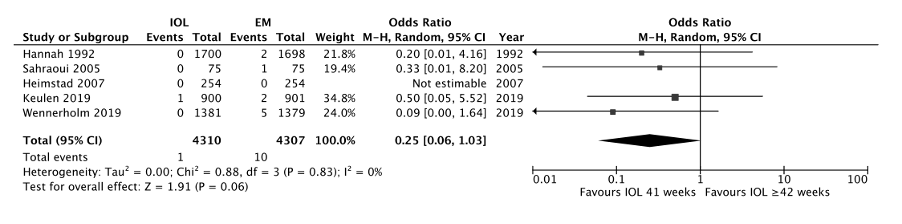 IOL EM Odds Ratio Odds Ratio
Study or Subgroup Events Total Events Total Weight M-H, Random, 95% CI Year M-H, Random, 95% CI
Hannah 1992 0 1700 2 1698 21.8% 0.20 [0.01, 4.16] 1992
Sahraoui 2005 0 75 1 75 19.4% 0.33 [0.01, 8.20] 2005
Heimstad 2007 0 254 0 254 Not estimable 2007
Keulen 2019 1 900 2 901 34.8% 0.50 [0.05, 5.52] 2019
Wennerholm 2019 0 1381 5 1379 24.0% 0.09 [0.00, 1.64] 2019
Total (95% CI) 4310 4307 100.0% 0.25 [0.06, 1.03]
Total events 1 10
Heterogeneity: Tau² = 0.00; Chi² = 0.88, df = 3 (P = 0.83); I² = 0%
Test for overall effect: Z = 1.91 (P = 0.06)
0.01 0.1 1 10 100
Favours IOL 41 weeks Favours IOL ≥42 weeks